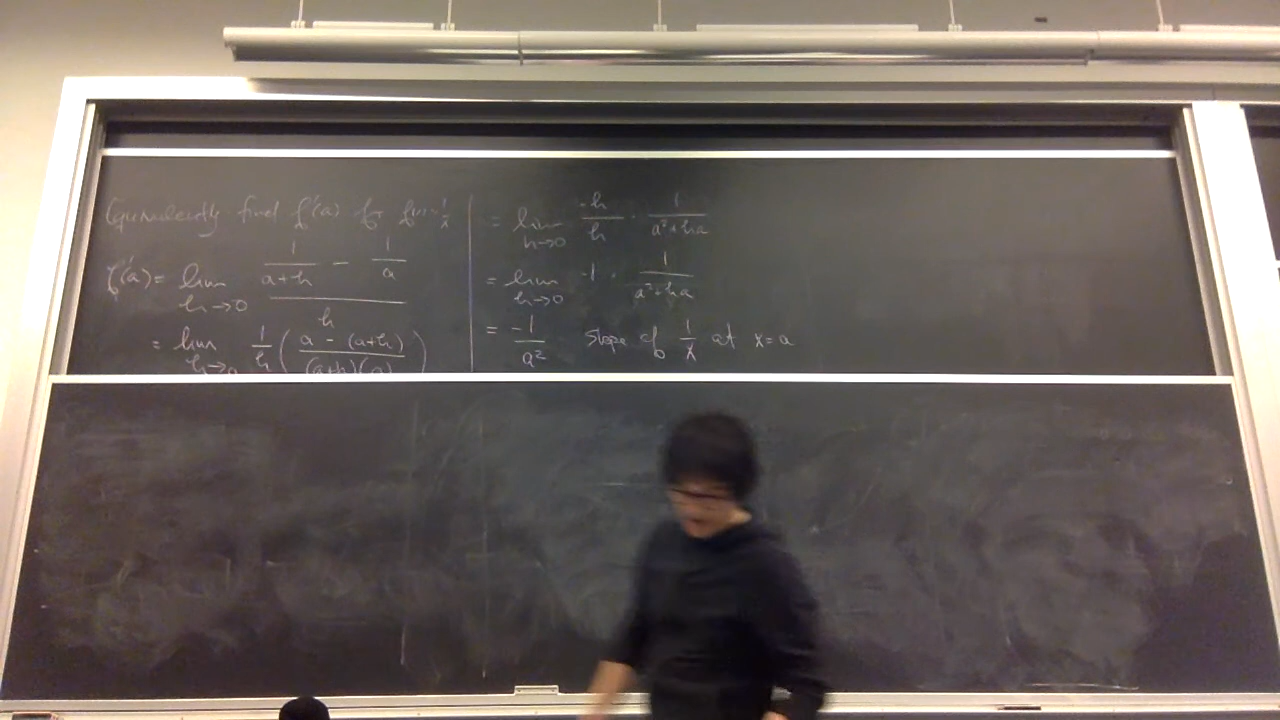 Equivalently find f'(a) for f(x)=1/x
f'(a) = lim h→0 (1/(a+h) - 1/a)/h
= lim h→0 1/h ( (a - (a+h))/((a+h)(a)) )
= lim h→0 -h/h · 1/(a²+ha)
= lim h→0 -1 · 1/(a²+ha)
= -1/a² slope of 1/x at x=a